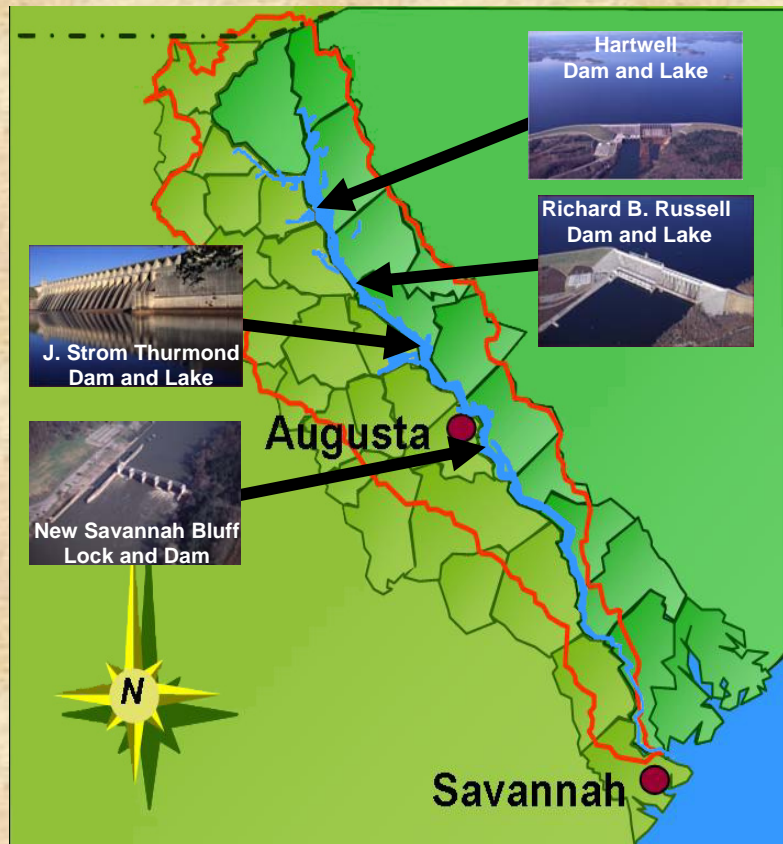 Hartwell
Dam and Lake
Richard B. Russell
Dam and Lake
J. Strom Thurmond
Dam and Lake
Augusta
New Savannah Bluff
Lock and Dam
N
Savannah